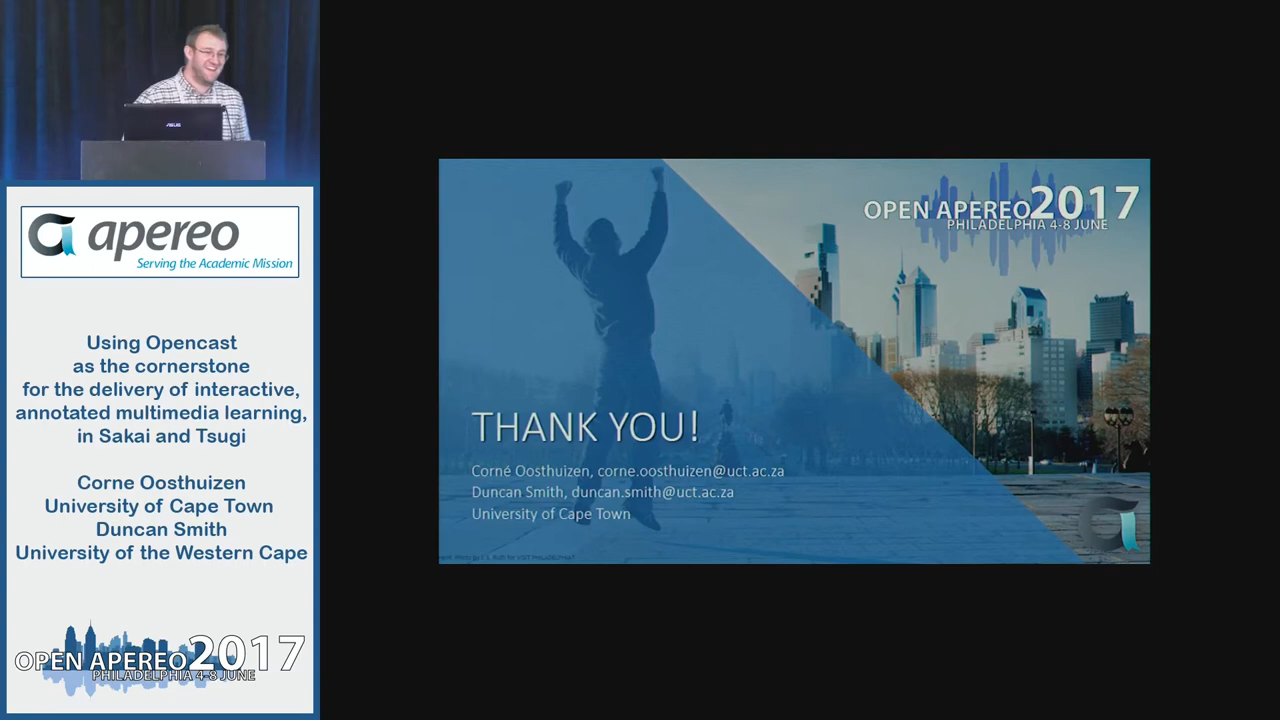 ASUS
apereo
Serving the Academic Mission
Using Opencast
as the cornerstone
for the delivery of interactive,
annotated multimedia learning,
in Sakai and Tsugi
Corne Oosthuizen
University of Cape Town
Duncan Smith
University of the Western Cape
OPEN APEREO 2017
PHILADELPHIA 4-8 JUNE
OPEN APEREO 2017
PHILADELPHIA 4-8 JUNE
THANK YOU!
Corné Oosthuizen, corne.oosthuizen@uct.ac.za
Duncan Smith, duncan.smith@uct.ac.za
University of Cape Town